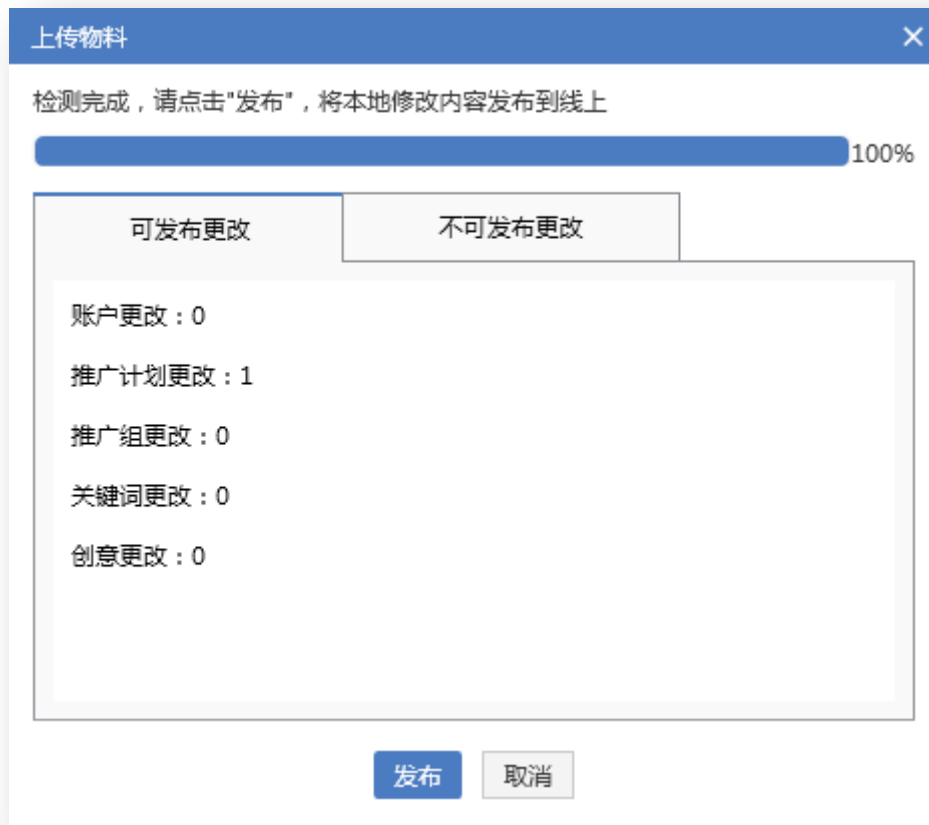 上传物料
检测完成，请点击"发布"，将本地修改内容发布到线上
100%
可发布更改
不可发布更改
账户更改：0
推广计划更改：1
推广组更改：0
关键词更改：0
创意更改：0
发布
取消